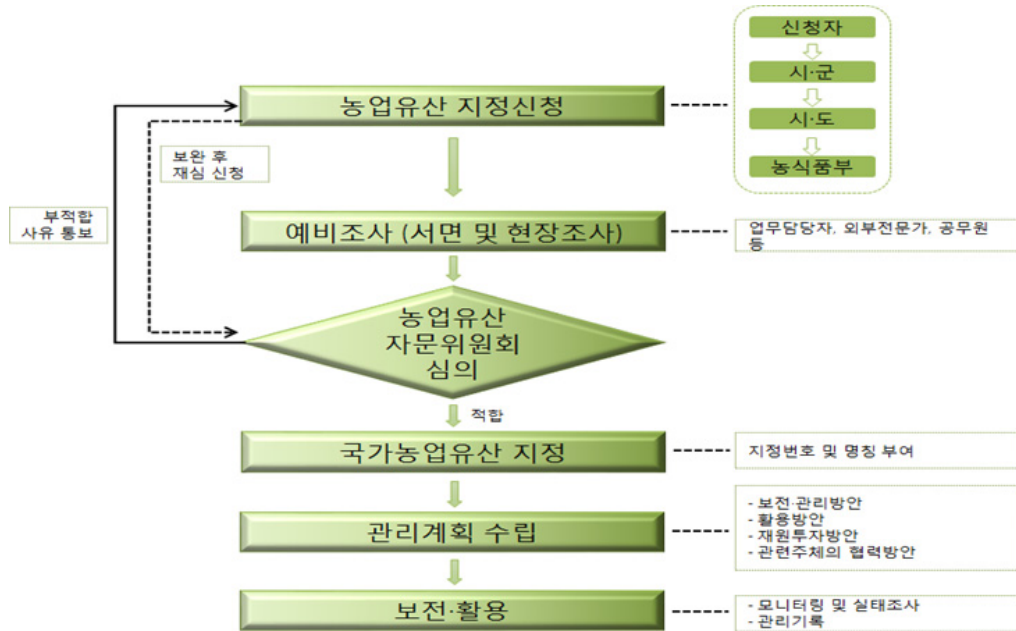 신청자
시·군
시·도
농식품부
농업유산 지정신청
보완 후
재심 신청
부적합
사유 통보
예비조사 (서면 및 현장조사)
업무담당자, 외부전문가, 공무원
등
농업유산
자문위원회
심의
적합
국가농업유산 지정
지정번호 및 명칭 부여
관리계획 수립
- 보전·관리방안
- 활용방안
- 재원투자방안
- 관련주체의 협력방안
보전·활용
- 모니터링 및 실태조사
- 관리기록